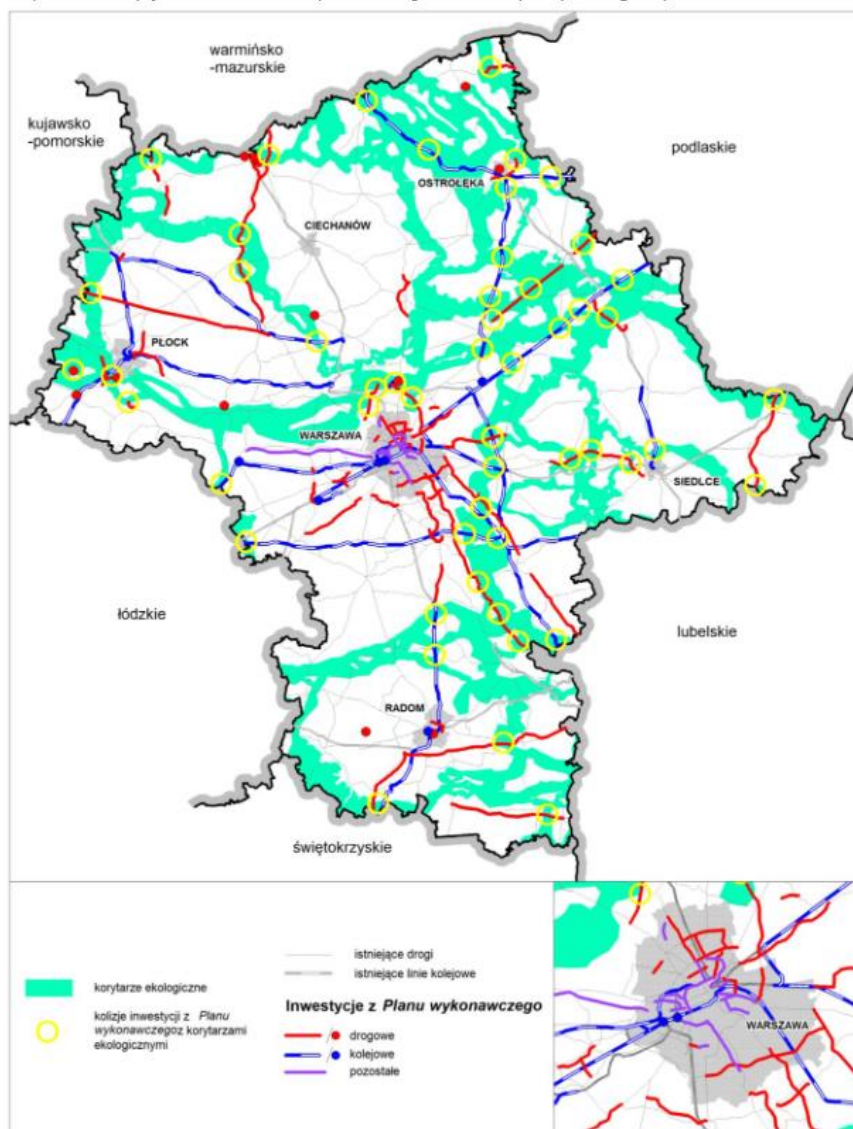 warmińsko
-mazurskie
kujawsko
-pomorskie
podlaskie
OSTROŁĘKA
CIECHANÓW
PŁOCK
WARSZAWA
SIEDLCE
łódzkie
lubelskie
RADOM
świętokrzyskie
korytarze ekologiczne
kolizje inwestycji z Planu
wykonawczegoz korytarzami
ekologicznymi
istniejące drogi
istniejące linie kolejowe
Inwestycje z Planu wykonawczego
drogowe
kolejowe
pozostałe
WARSZAWA